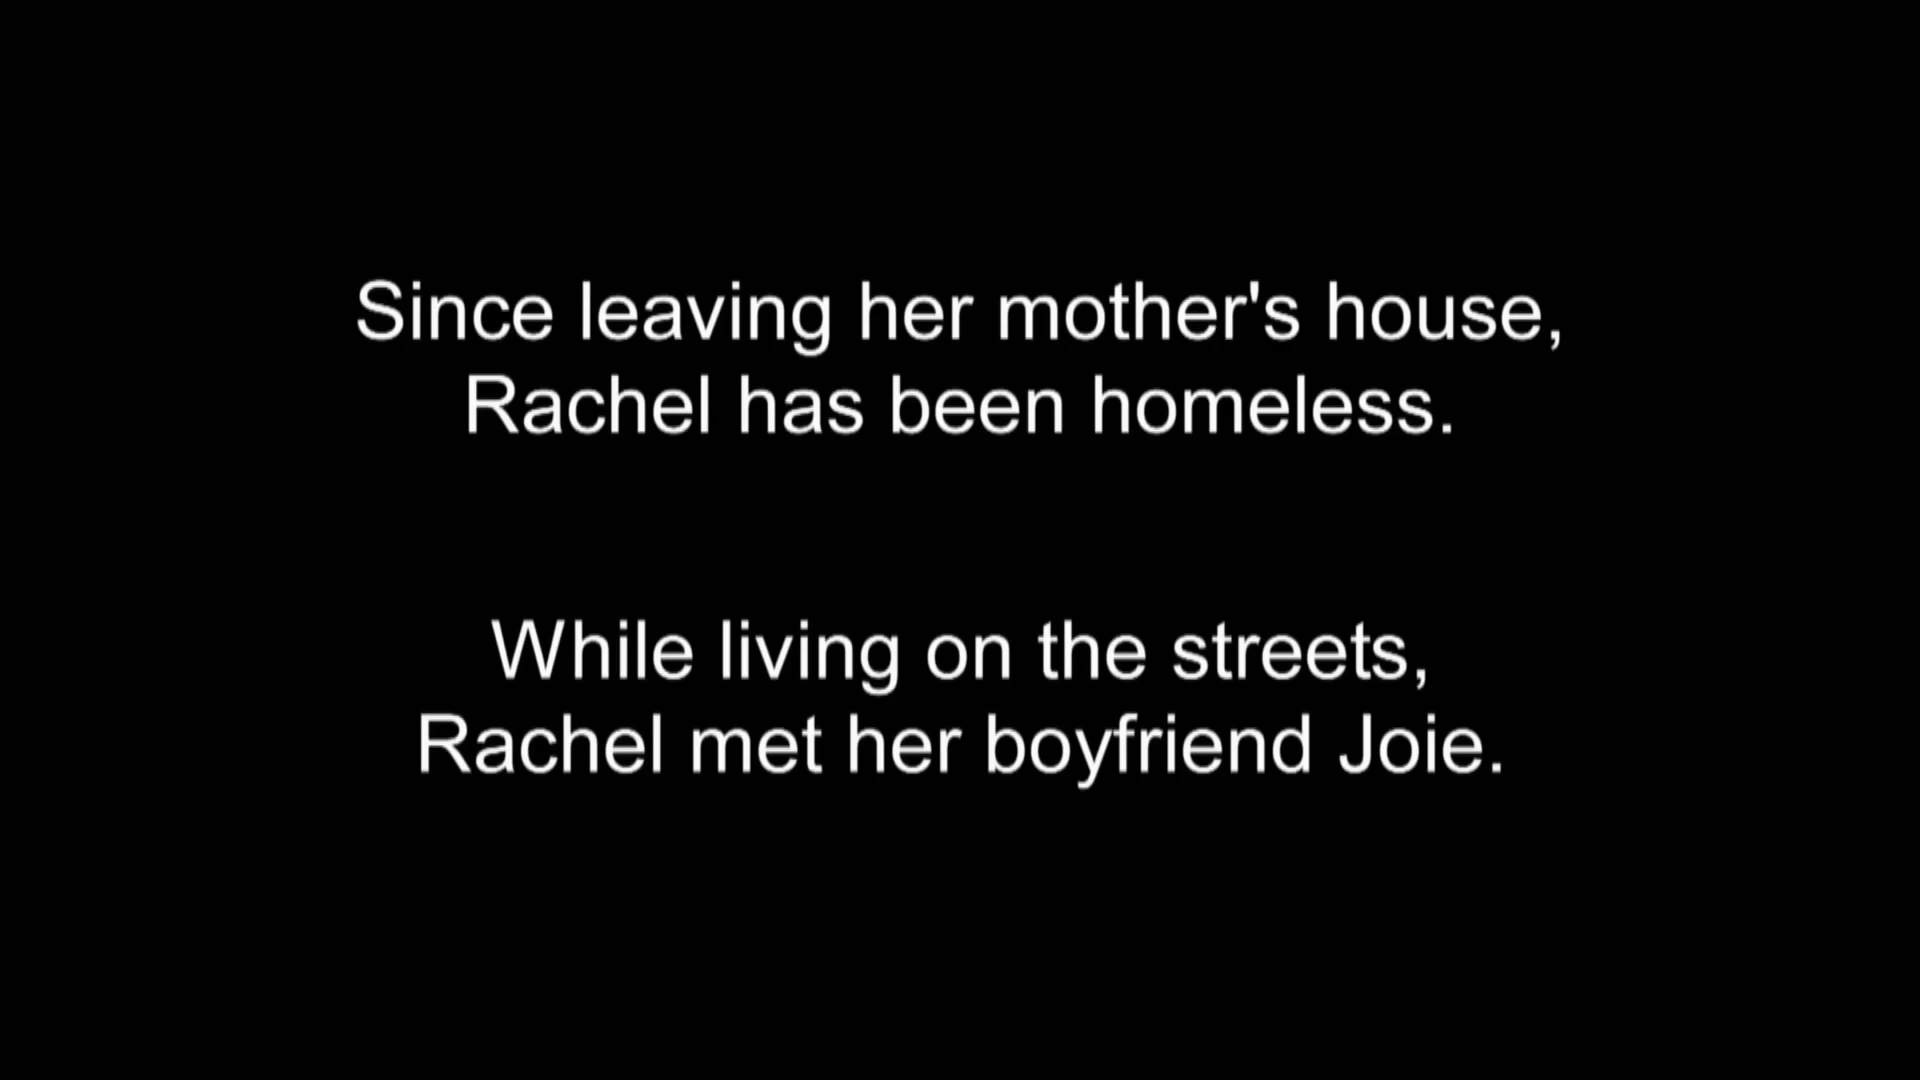 Since leaving her mother's house,
Rachel has been homeless.
While living on the streets,
Rachel met her boyfriend Joie.